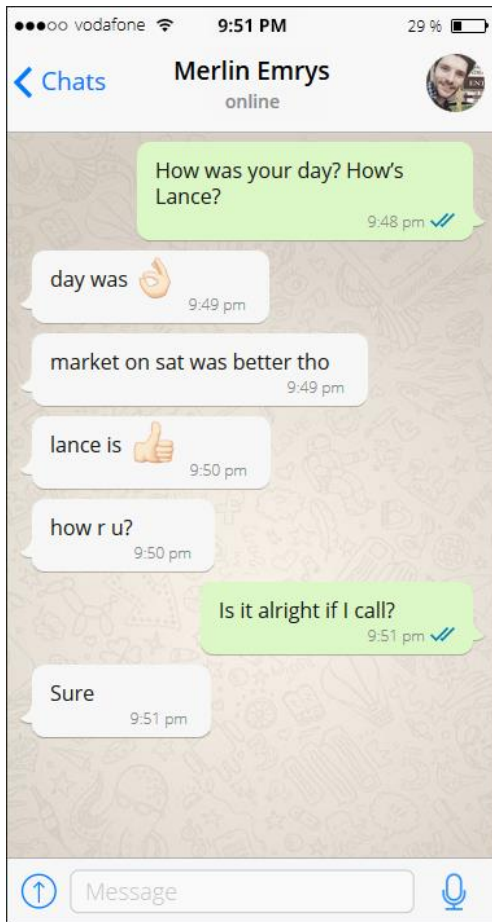 vodafone 9:51 PM 29 %
Chats Merlin Emrys
online
How was your day? How's
Lance?
9:48 pm
day was 👌🏻
9:49 pm
market on sat was better tho
9:49 pm
lance is 👍🏻
9:50 pm
how r u?
9:50 pm
Is it alright if I call?
9:51 pm
Sure
9:51 pm
Message